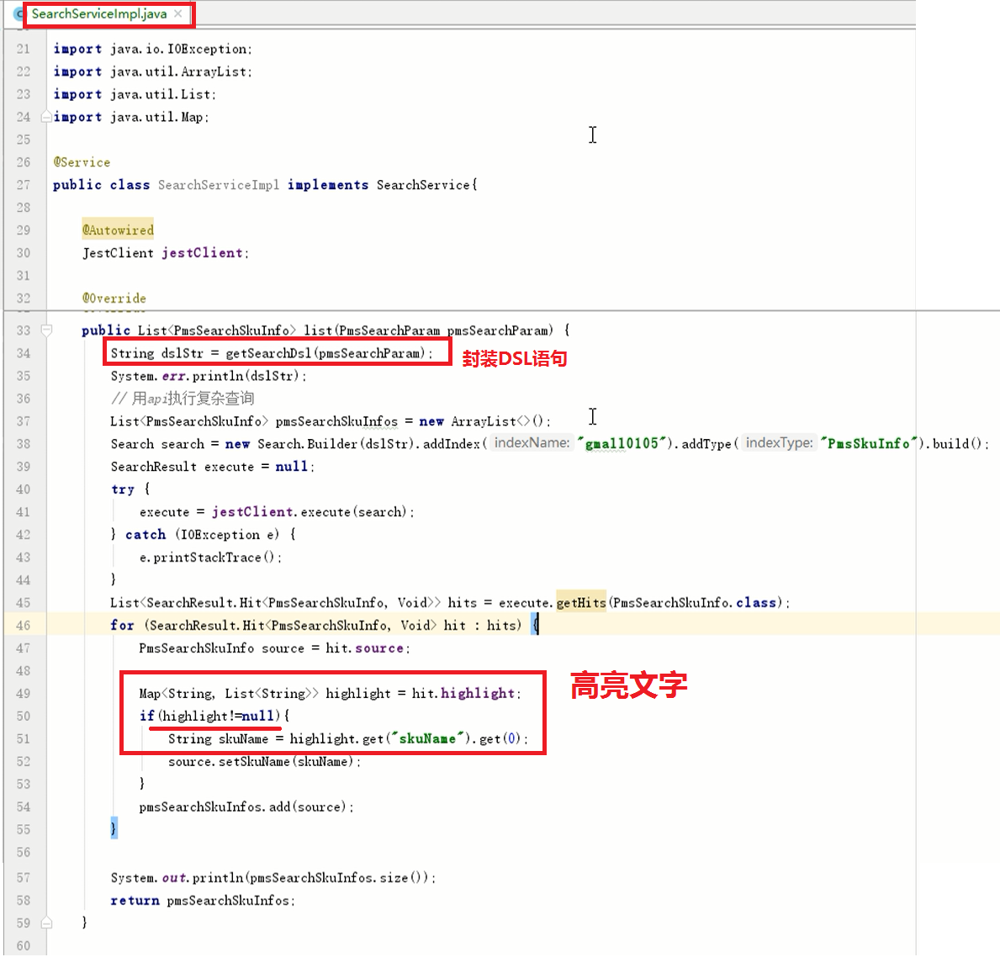 SearchServiceImpl.java ×
21 import java.io.IOException;
22 import java.util.ArrayList;
23 import java.util.List;
24 import java.util.Map;
25
26 @Service
27 public class SearchServiceImpl implements SearchService{
28
29 @Autowired
30 JestClient jestClient;
31
32 @Override
33 public List<PmsSearchSkuInfo> list(PmsSearchParam pmsSearchParam) {
34 String dslStr = getSearchDsl(pmsSearchParam); 封装DSL语句
35 System.err.println(dslStr);
36 // 用api执行复杂查询
37 List<PmsSearchSkuInfo> pmsSearchSkuInfos = new ArrayList<>();
38 Search search = new Search.Builder(dslStr).addIndex( indexName: "gmall0105").addType( indexType: "PmsSkuInfo").build();
39 SearchResult execute = null;
40 try {
41 execute = jestClient.execute(search);
42 } catch (IOException e) {
43 e.printStackTrace();
44 }
45 List<SearchResult.Hit<PmsSearchSkuInfo, Void>> hits = execute.getHits(PmsSearchSkuInfo.class);
46 for (SearchResult.Hit<PmsSearchSkuInfo, Void> hit : hits) {
47 PmsSearchSkuInfo source = hit.source;
48
49 Map<String, List<String>> highlight = hit.highlight; 高亮文字
50 if(highlight!=null){
51 String skuName = highlight.get("skuName").get(0);
52 source.setSkuName(skuName);
53 }
54 pmsSearchSkuInfos.add(source);
55 }
56
57 System.out.println(pmsSearchSkuInfos.size());
58 return pmsSearchSkuInfos;
59 }
60